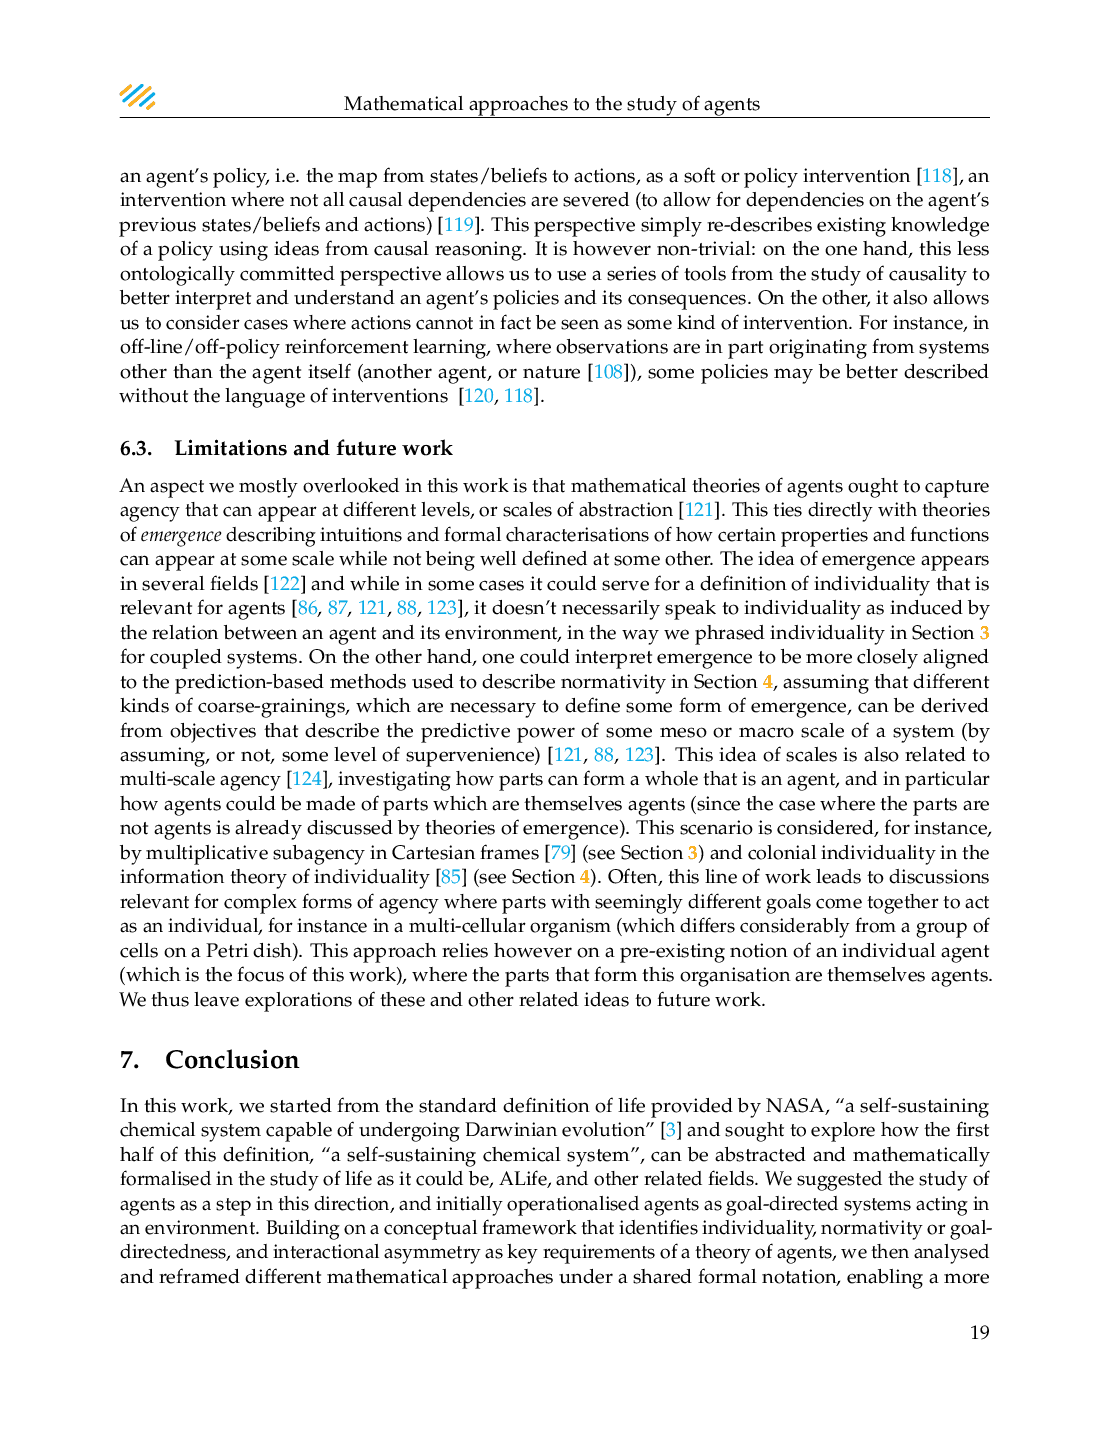 Mathematical approaches to the study of agents
an agent's policy, i.e. the map from states/beliefs to actions, as a soft or policy intervention [118], an
intervention where not all causal dependencies are severed (to allow for dependencies on the agent's
previous states/beliefs and actions) [119]. This perspective simply re-describes existing knowledge
of a policy using ideas from causal reasoning. It is however non-trivial: on the one hand, this less
ontologically committed perspective allows us to use a series of tools from the study of causality to
better interpret and understand an agent's policies and its consequences. On the other, it also allows
us to consider cases where actions cannot in fact be seen as some kind of intervention. For instance, in
off-line/off-policy reinforcement learning, where observations are in part originating from systems
other than the agent itself (another agent, or nature [108]), some policies may be better described
without the language of interventions [120, 118].
6.3. Limitations and future work
An aspect we mostly overlooked in this work is that mathematical theories of agents ought to capture
agency that can appear at different levels, or scales of abstraction [121]. This ties directly with theories
of emergence describing intuitions and formal characterisations of how certain properties and functions
can appear at some scale while not being well defined at some other. The idea of emergence appears
in several fields [122] and while in some cases it could serve for a definition of individuality that is
relevant for agents [86, 87, 121, 88, 123], it doesn't necessarily speak to individuality as induced by
the relation between an agent and its environment, in the way we phrased individuality in Section 3
for coupled systems. On the other hand, one could interpret emergence to be more closely aligned
to the prediction-based methods used to describe normativity in Section 4, assuming that different
kinds of coarse-grainings, which are necessary to define some form of emergence, can be derived
from objectives that describe the predictive power of some meso or macro scale of a system (by
assuming, or not, some level of supervenience) [121, 88, 123]. This idea of scales is also related to
multi-scale agency [124], investigating how parts can form a whole that is an agent, and in particular
how agents could be made of parts which are themselves agents (since the case where the parts are
not agents is already discussed by theories of emergence). This scenario is considered, for instance,
by multiplicative subagency in Cartesian frames [79] (see Section 3) and colonial individuality in the
information theory of individuality [85] (see Section 4). Often, this line of work leads to discussions
relevant for complex forms of agency where parts with seemingly different goals come together to act
as an individual, for instance in a multi-cellular organism (which differs considerably from a group of
cells on a Petri dish). This approach relies however on a pre-existing notion of an individual agent
(which is the focus of this work), where the parts that form this organisation are themselves agents.
We thus leave explorations of these and other related ideas to future work.
7. Conclusion
In this work, we started from the standard definition of life provided by NASA, “a self-sustaining
chemical system capable of undergoing Darwinian evolution” [3] and sought to explore how the first
half of this definition, “a self-sustaining chemical system”, can be abstracted and mathematically
formalised in the study of life as it could be, ALife, and other related fields. We suggested the study of
agents as a step in this direction, and initially operationalised agents as goal-directed systems acting in
an environment. Building on a conceptual framework that identifies individuality, normativity or goal-
directedness, and interactional asymmetry as key requirements of a theory of agents, we then analysed
and reframed different mathematical approaches under a shared formal notation, enabling a more
19